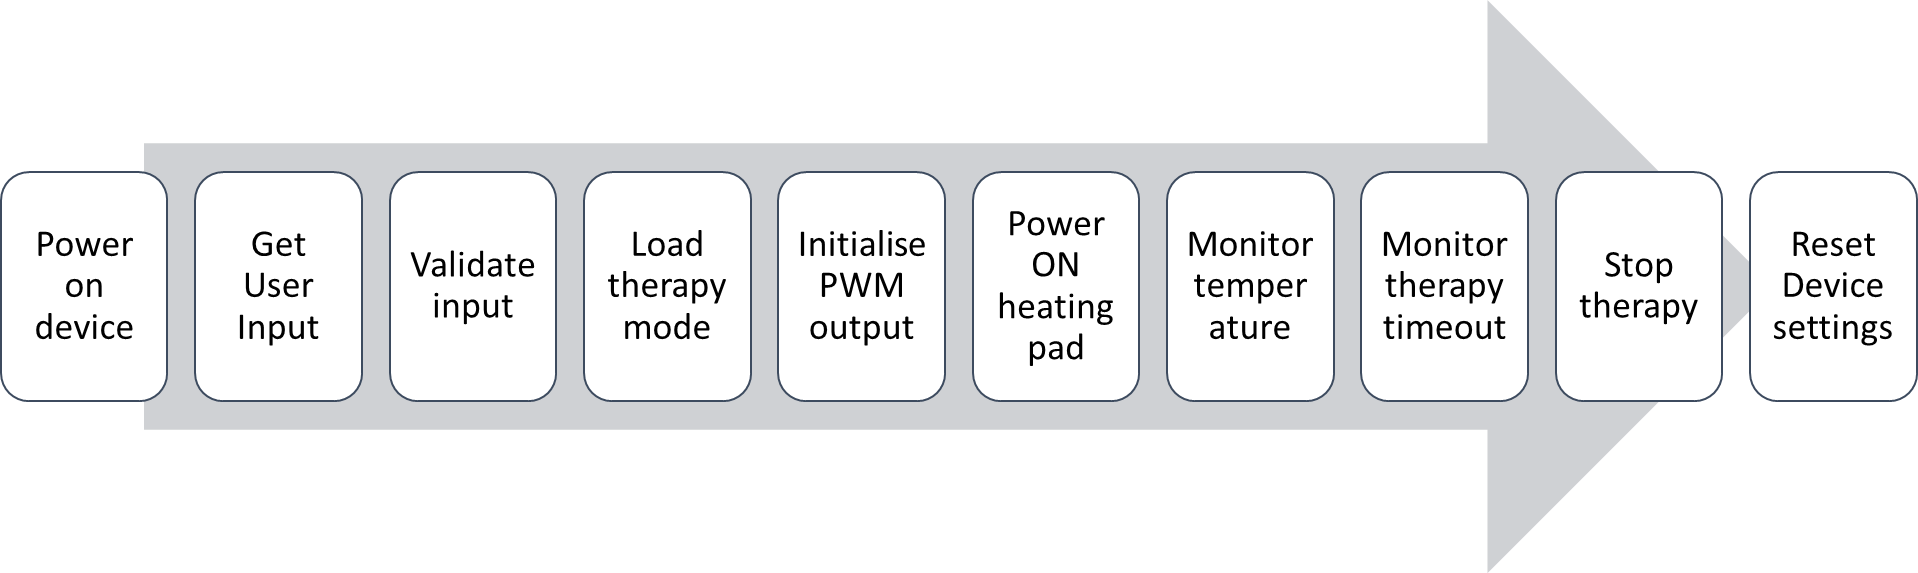 Power
on
device
Get
User
Input
Validate
input
Load
therapy
mode
Initialise
PWM
output
Power
ON
heating
pad
Monitor
temper
ature
Monitor
therapy
timeout
Stop
therapy
Reset
Device
settings